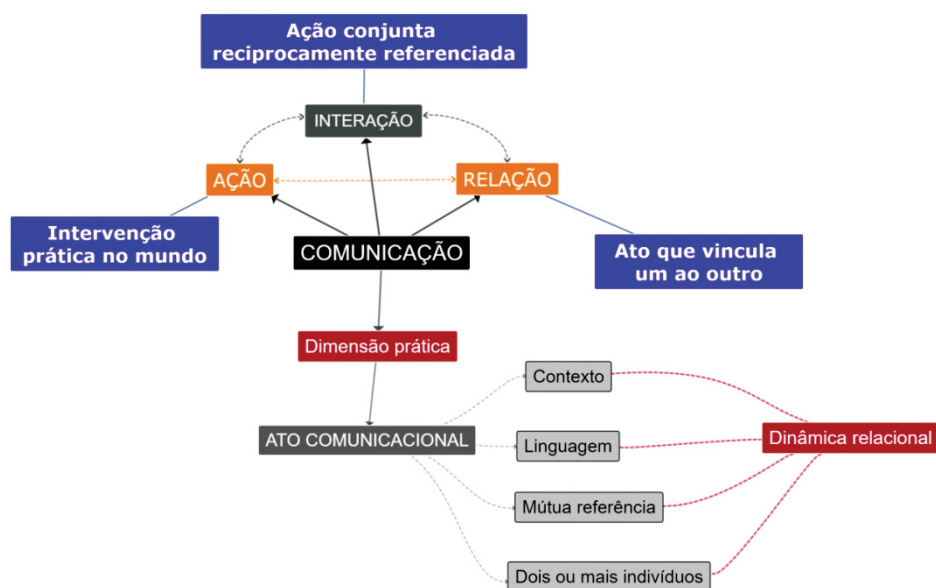 Ação conjunta
reciprocamente referenciada
INTERAÇÃO
AÇÃO
RELAÇÃO
Intervenção
prática no mundo
COMUNICAÇÃO
Ato que vincula
um ao outro
Dimensão prática
Contexto
ATO COMUNICACIONAL
Linguagem
Dinâmica relacional
Mútua referência
Dois ou mais indivíduos